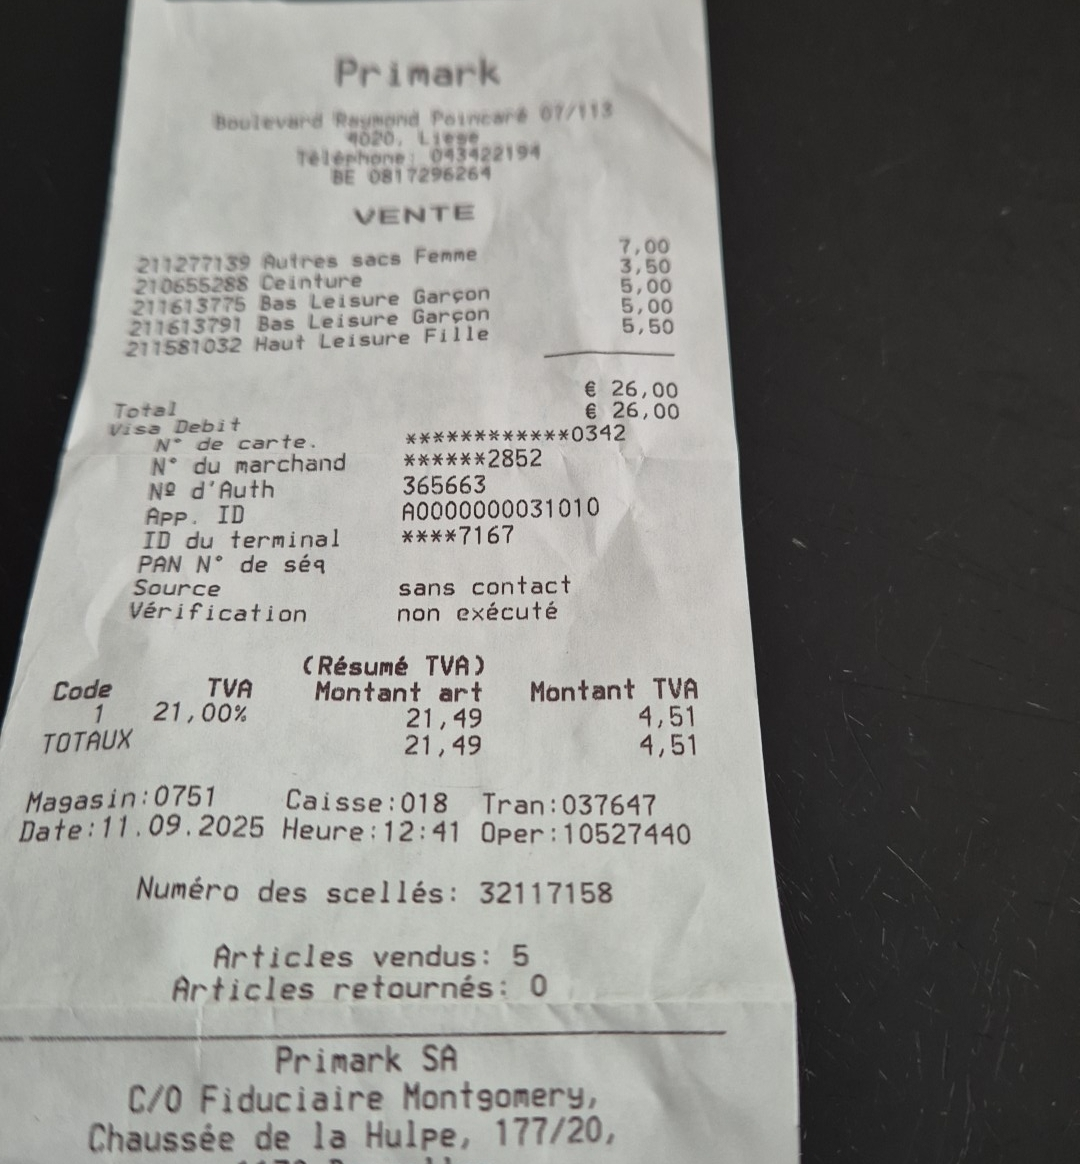 Primark
Boulevard Raymond Poincaré 07/113
4020, Liege
Téléphone: 043422194
BE 0817296264
VENTE
211277139 Autres sacs Femme 7,00
210655288 Ceinture 3,50
211613775 Bas Leisure Garçon 5,00
211613791 Bas Leisure Garçon 5,00
211581032 Haut Leisure Fille 5,50
Total € 26,00
Visa Debit € 26,00
N° de carte. ************0342
N° du marchand ******2852
Nº d'Auth 365663
App. ID A0000000031010
ID du terminal ****7167
PAN N° de séq
Source sans contact
Vérification non exécuté
(Résumé TVA)
Code TVA Montant art Montant TVA
1 21,00% 21,49 4,51
TOTAUX 21,49 4,51
Magasin:0751 Caisse:018 Tran:037647
Date:11.09.2025 Heure:12:41 Oper:10527440
Numéro des scellés: 32117158
Articles vendus: 5
Articles retournés: 0
Primark SA
C/O Fiduciaire Montgomery,
Chaussée de la Hulpe, 177/20,